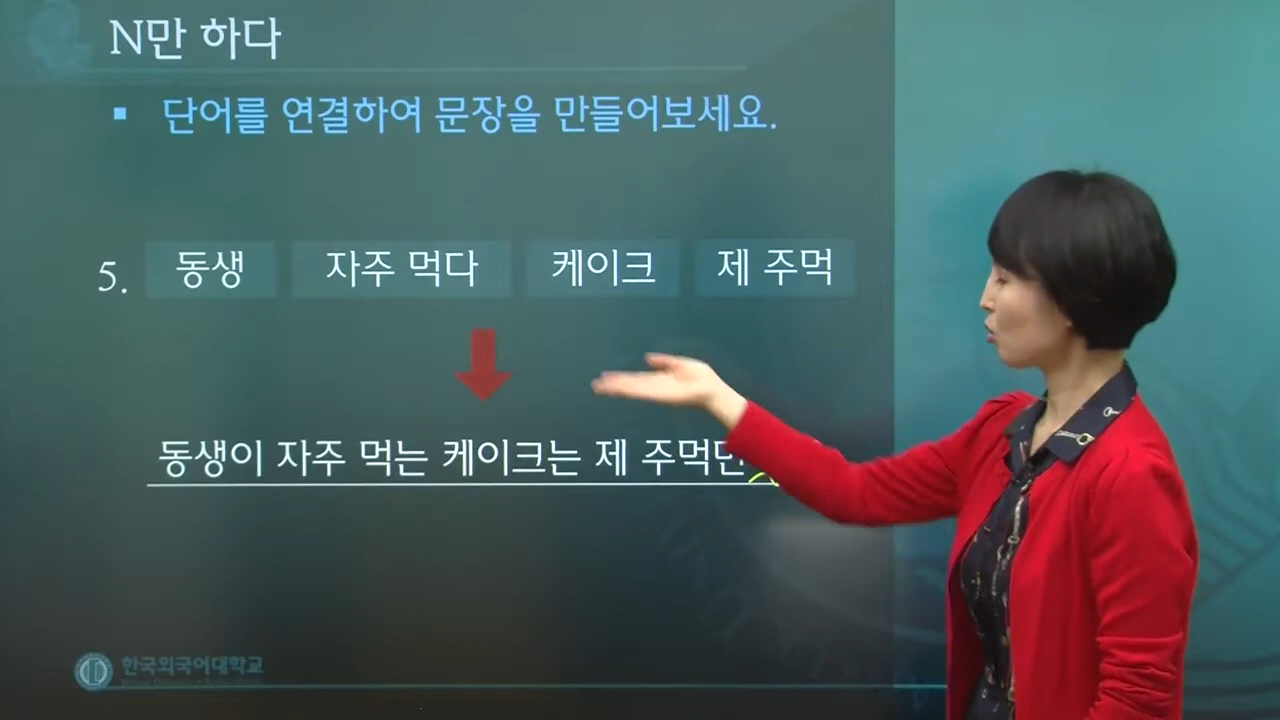 N만 하다
▪ 단어를 연결하여 문장을 만들어보세요.
5. 동생 자주 먹다 케이크 제 주먹
동생이 자주 먹는 케이크는 제 주먹만
한국외국어대학교